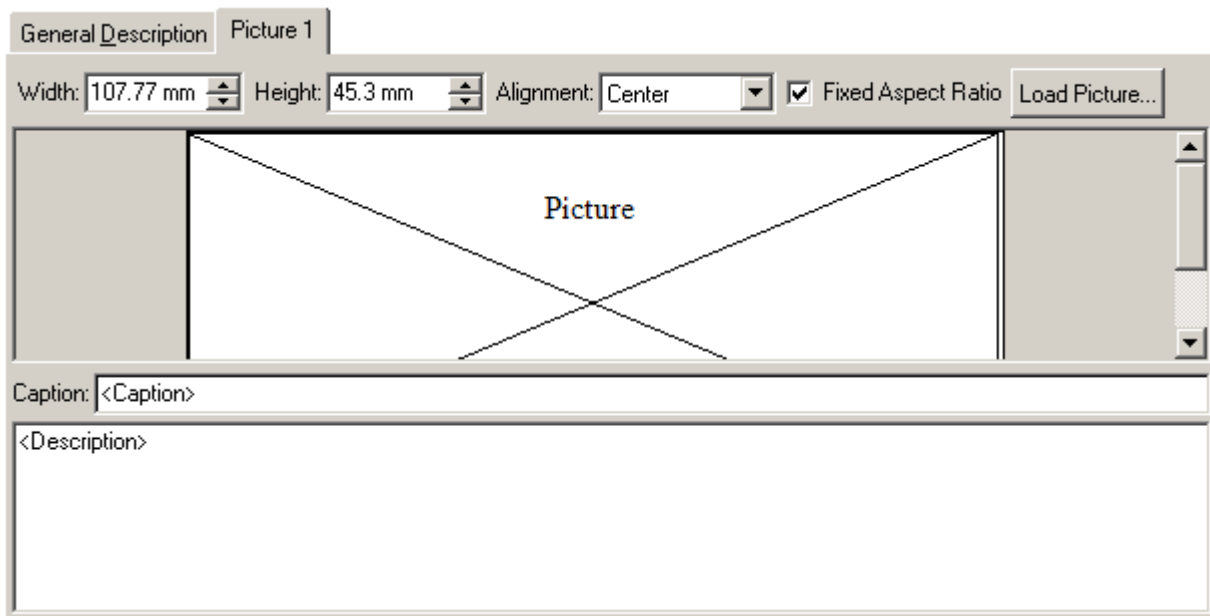 General Description Picture 1
Width: 107.77 mm Height: 45.3 mm Alignment: Center Fixed Aspect Ratio Load Picture...
Picture
Caption: <Caption>
<Description>